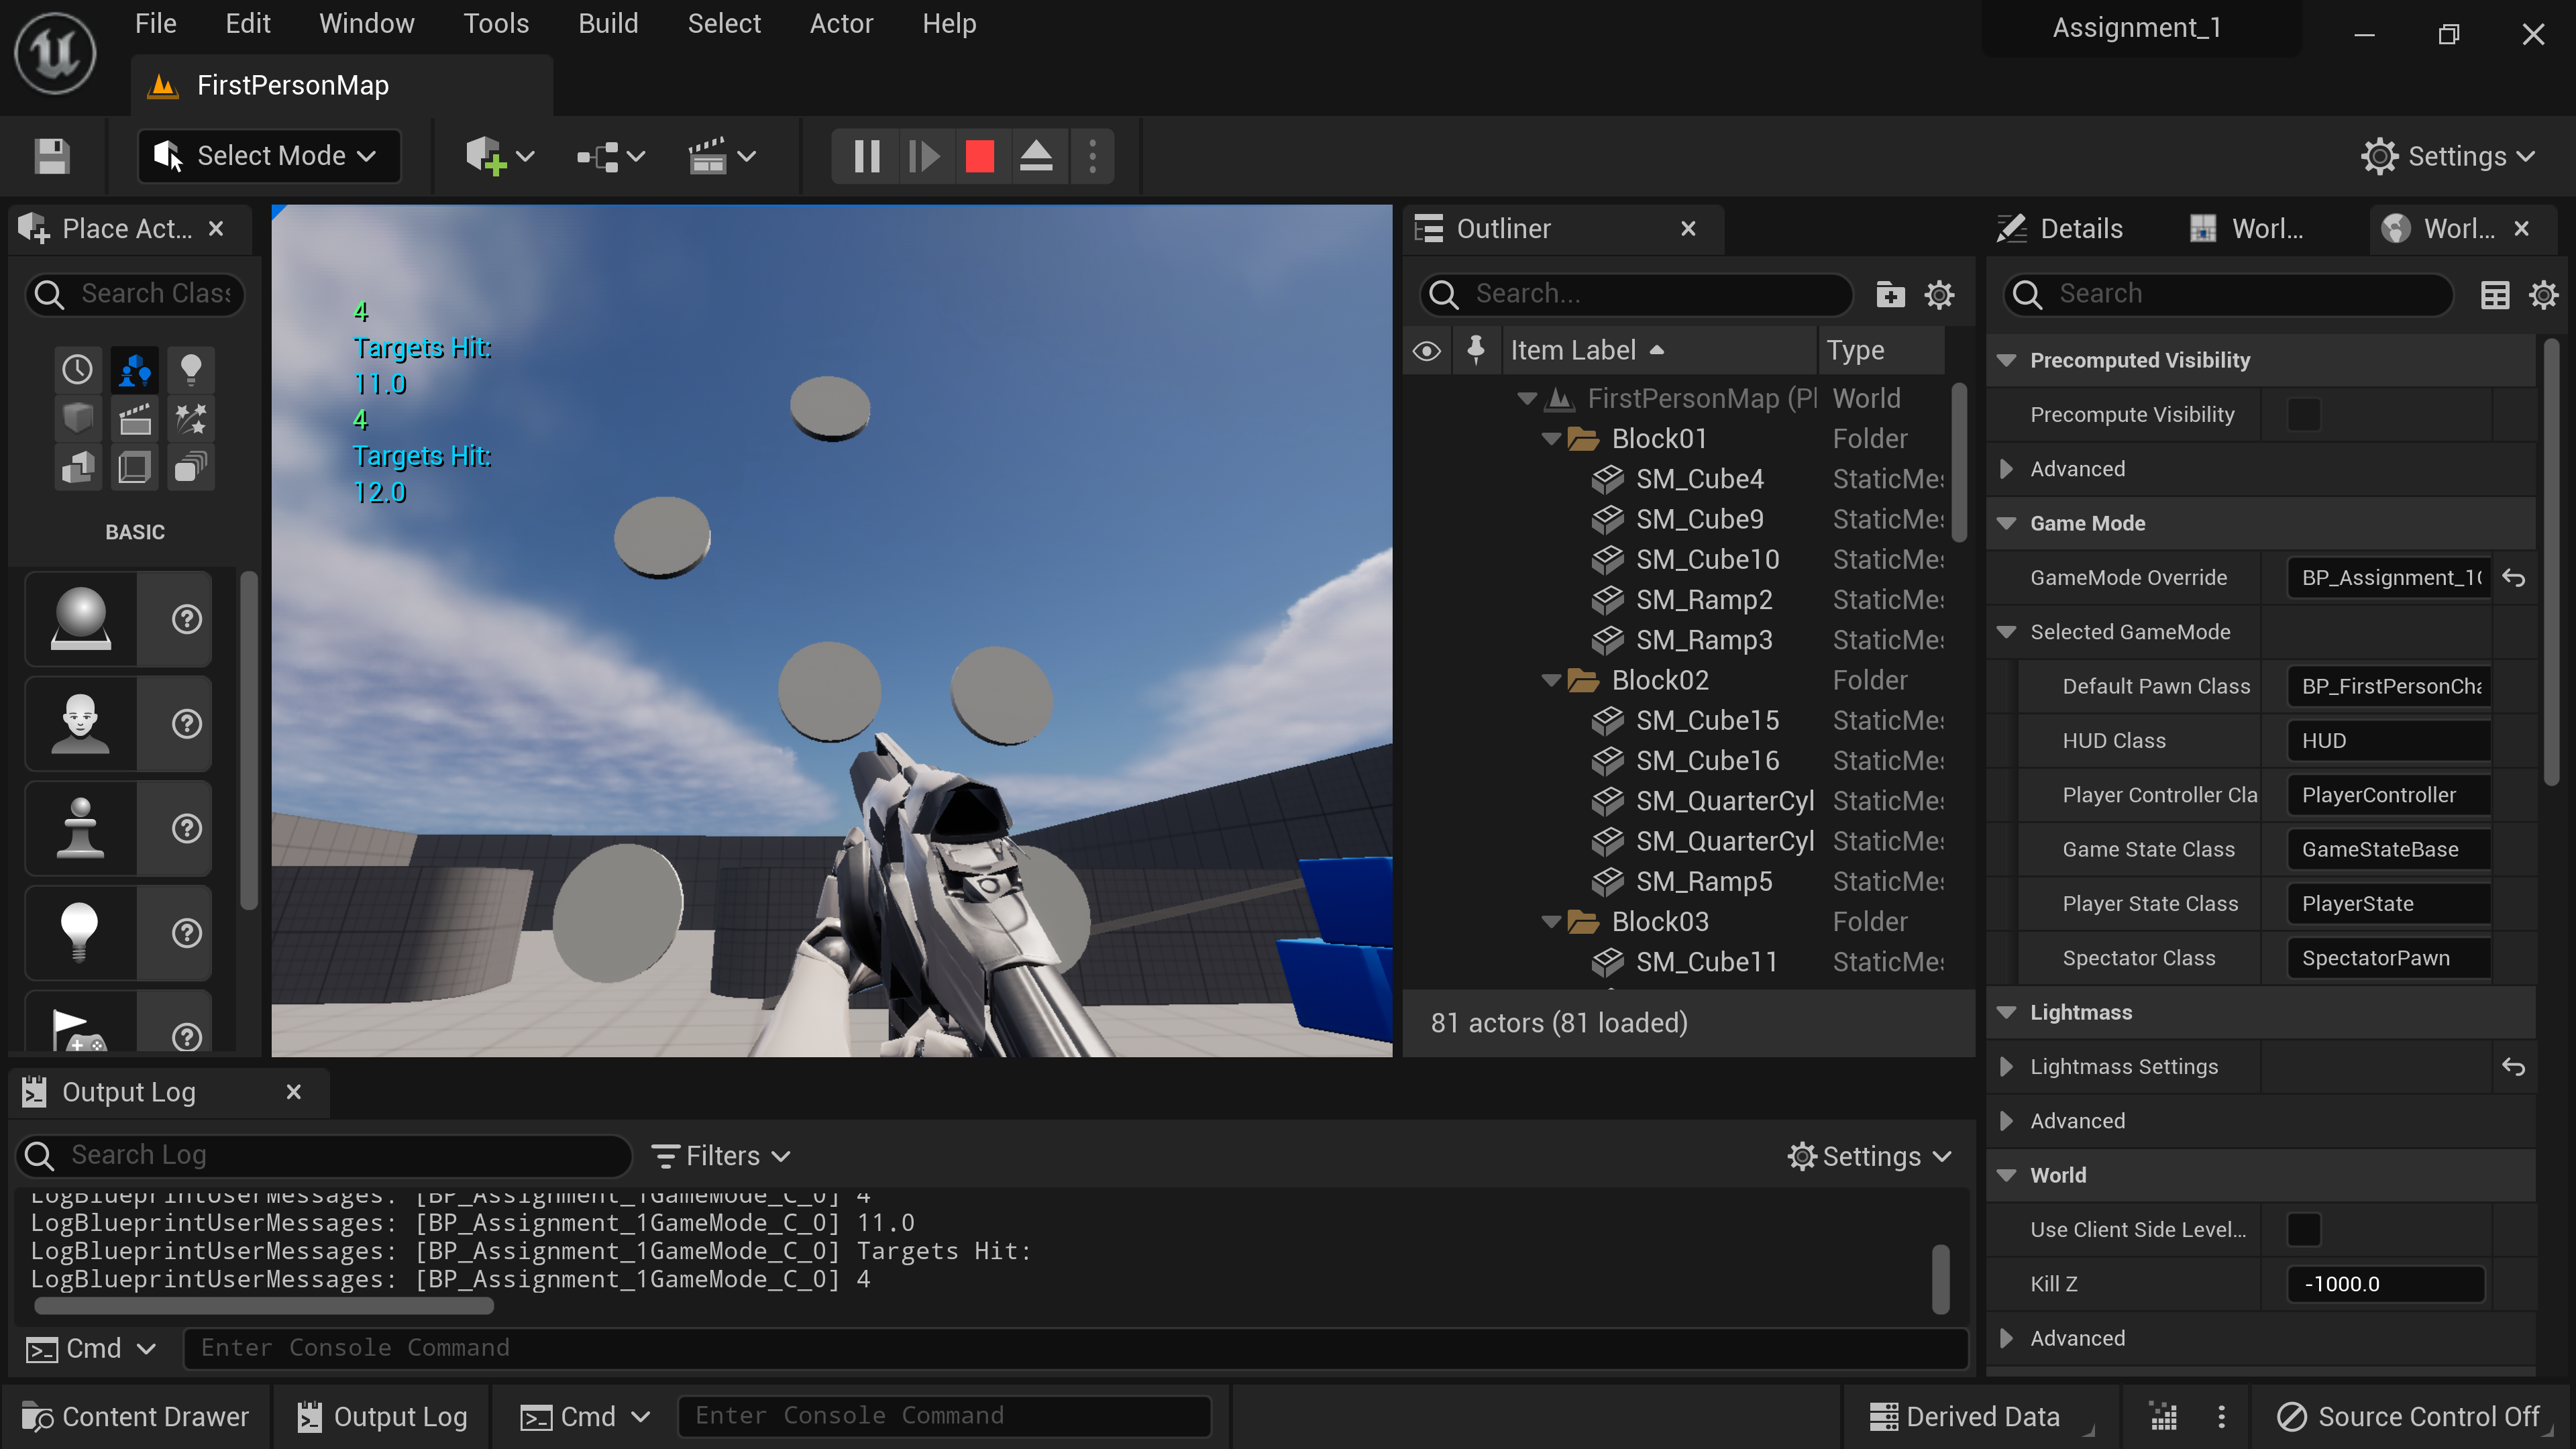 File Edit Window Tools Build Select Actor Help
Assignment_1
FirstPersonMap
Select Mode
Settings
Place Act...
Search Clas
BASIC
4
Targets Hit:
11.0
4
Targets Hit:
12.0
Outliner
Search...
Item Label Type
FirstPersonMap (Pl World
Block01 Folder
SM_Cube4 StaticMe
SM_Cube9 StaticMe
SM_Cube10 StaticMe
SM_Ramp2 StaticMe
SM_Ramp3 StaticMe
Block02 Folder
SM_Cube15 StaticMe
SM_Cube16 StaticMe
SM_QuarterCyl StaticMe
SM_QuarterCyl StaticMe
SM_Ramp5 StaticMe
Block03 Folder
SM_Cube11 StaticMe
81 actors (81 loaded)
Details Worl... Worl...
Search
Precomputed Visibility
Precompute Visibility
Advanced
Game Mode
GameMode Override BP_Assignment_1
Selected GameMode
Default Pawn Class BP_FirstPersonCha
HUD Class HUD
Player Controller Cla PlayerController
Game State Class GameStateBase
Player State Class PlayerState
Spectator Class SpectatorPawn
Lightmass
Lightmass Settings
Advanced
World
Use Client Side Level...
Kill Z -1000.0
Advanced
Output Log
Search Log
Filters
Settings
LogBlueprintUserMessages: [BP_Assignment_1GameMode_C_0] 4
LogBlueprintUserMessages: [BP_Assignment_1GameMode_C_0] 11.0
LogBlueprintUserMessages: [BP_Assignment_1GameMode_C_0] Targets Hit:
LogBlueprintUserMessages: [BP_Assignment_1GameMode_C_0] 4
Cmd Enter Console Command
Content Drawer Output Log Cmd Enter Console Command Derived Data Source Control Off